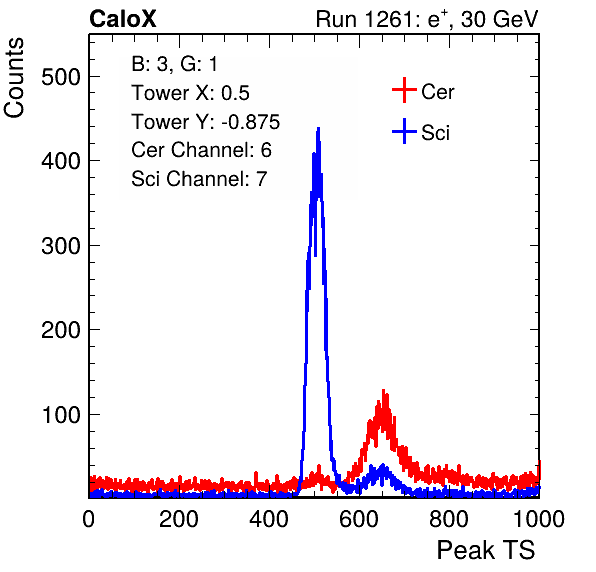 CaloX Run 1261: e⁺, 30 GeV
Counts
B: 3, G: 1
Tower X: 0.5
Tower Y: -0.875
Cer Channel: 6
Sci Channel: 7
Cer
Sci
500
400
300
200
100
0 200 400 600 800 1000
Peak TS